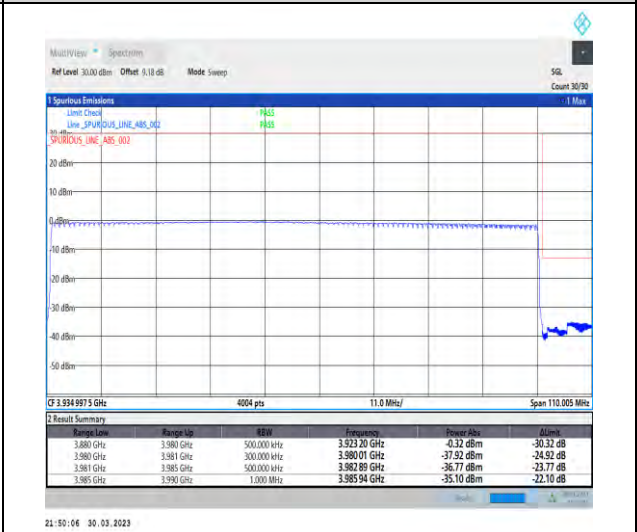 MultiView Spectrum
Ref Level 30.00 dBm Offset 9.18 dB Mode Sweep SGL
Count 30/30
1 Spurious Emissions 1 Max
Limit Check PASS
Line _SPURIOUS_LINE_ABS_002 PASS
_SPURIOUS_LINE_ABS_002
20 dBm
10 dBm
0 dBm
-10 dBm
-20 dBm
-30 dBm
-40 dBm
-50 dBm
CF 3.934 997 5 GHz 4004 pts 11.0 MHz/ Span 110.005 MHz
2 Result Summary
Range Low Range Up RBW Frequency Power Abs ΔLimit
3.880 GHz 3.980 GHz 500.000 kHz 3.923 20 GHz -0.32 dBm -30.32 dB
3.980 GHz 3.981 GHz 300.000 kHz 3.980 01 GHz -37.92 dBm -24.92 dB
3.981 GHz 3.985 GHz 500.000 kHz 3.982 89 GHz -36.77 dBm -23.77 dB
3.985 GHz 3.990 GHz 1.000 MHz 3.985 94 GHz -35.10 dBm -22.10 dB
21:50:06 30.03.2023